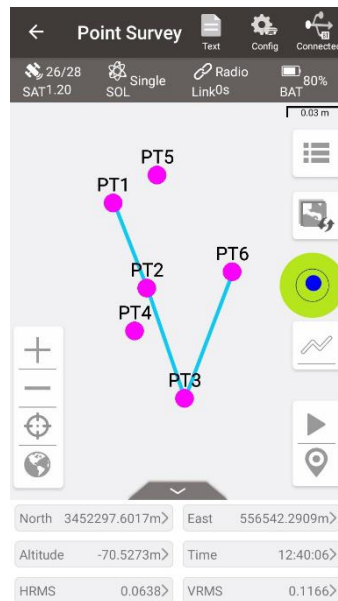 Point Survey
Text
Config
Connected
26/28
SAT1.20
Single
SOL
Radio
Link0s
80%
BAT
0.03 m
PT5
PT1
PT6
PT2
PT4
PT3
North 3452297.6017m>
East 556542.2909m>
Altitude -70.5273m>
Time 12:40:06>
HRMS 0.0638>
VRMS 0.1166>